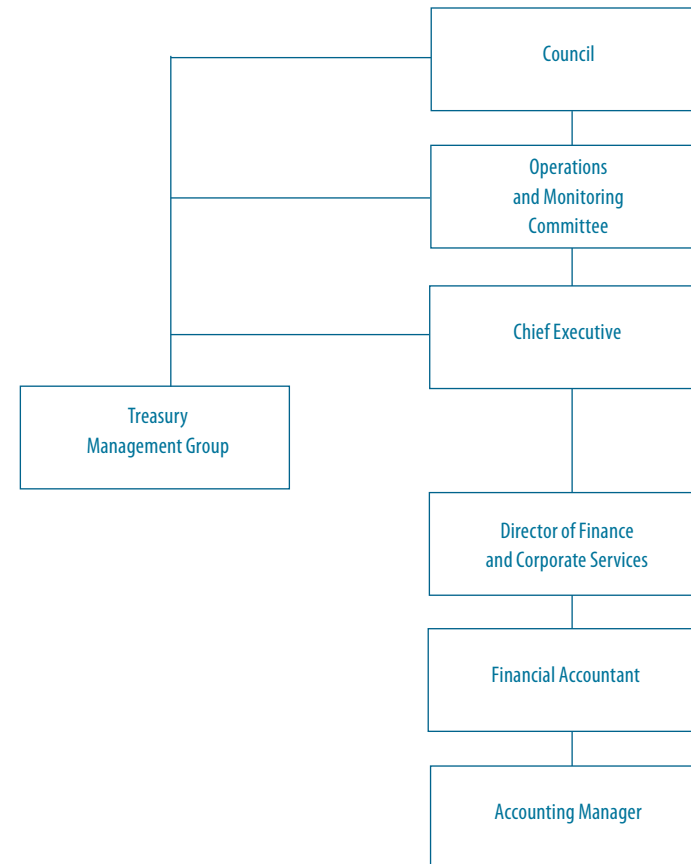 Council
Operations
and Monitoring
Committee
Chief Executive
Treasury
Management Group
Director of Finance
and Corporate Services
Financial Accountant
Accounting Manager